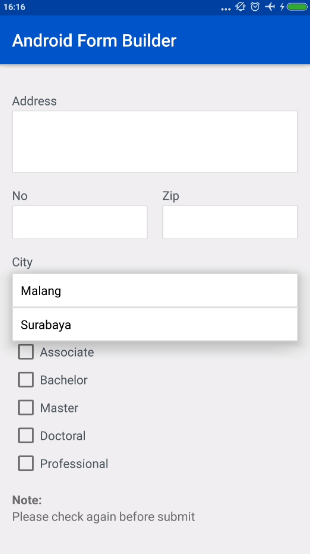 16:16
Android Form Builder
Address
No Zip
City
Malang
Surabaya
Associate
Bachelor
Master
Doctoral
Professional
Note:
Please check again before submit